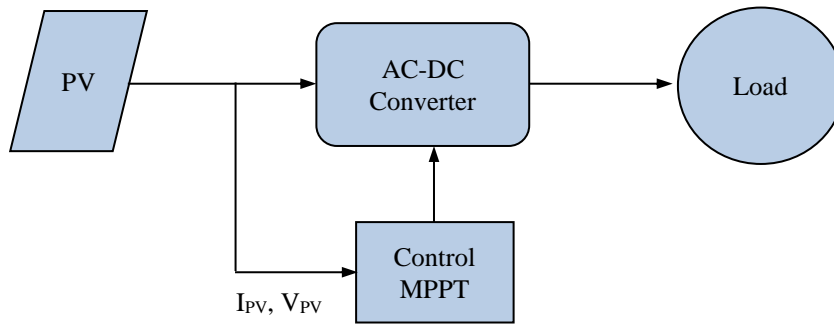 PV
AC-DC
Converter
Load
Control
MPPT
IPV, VPV